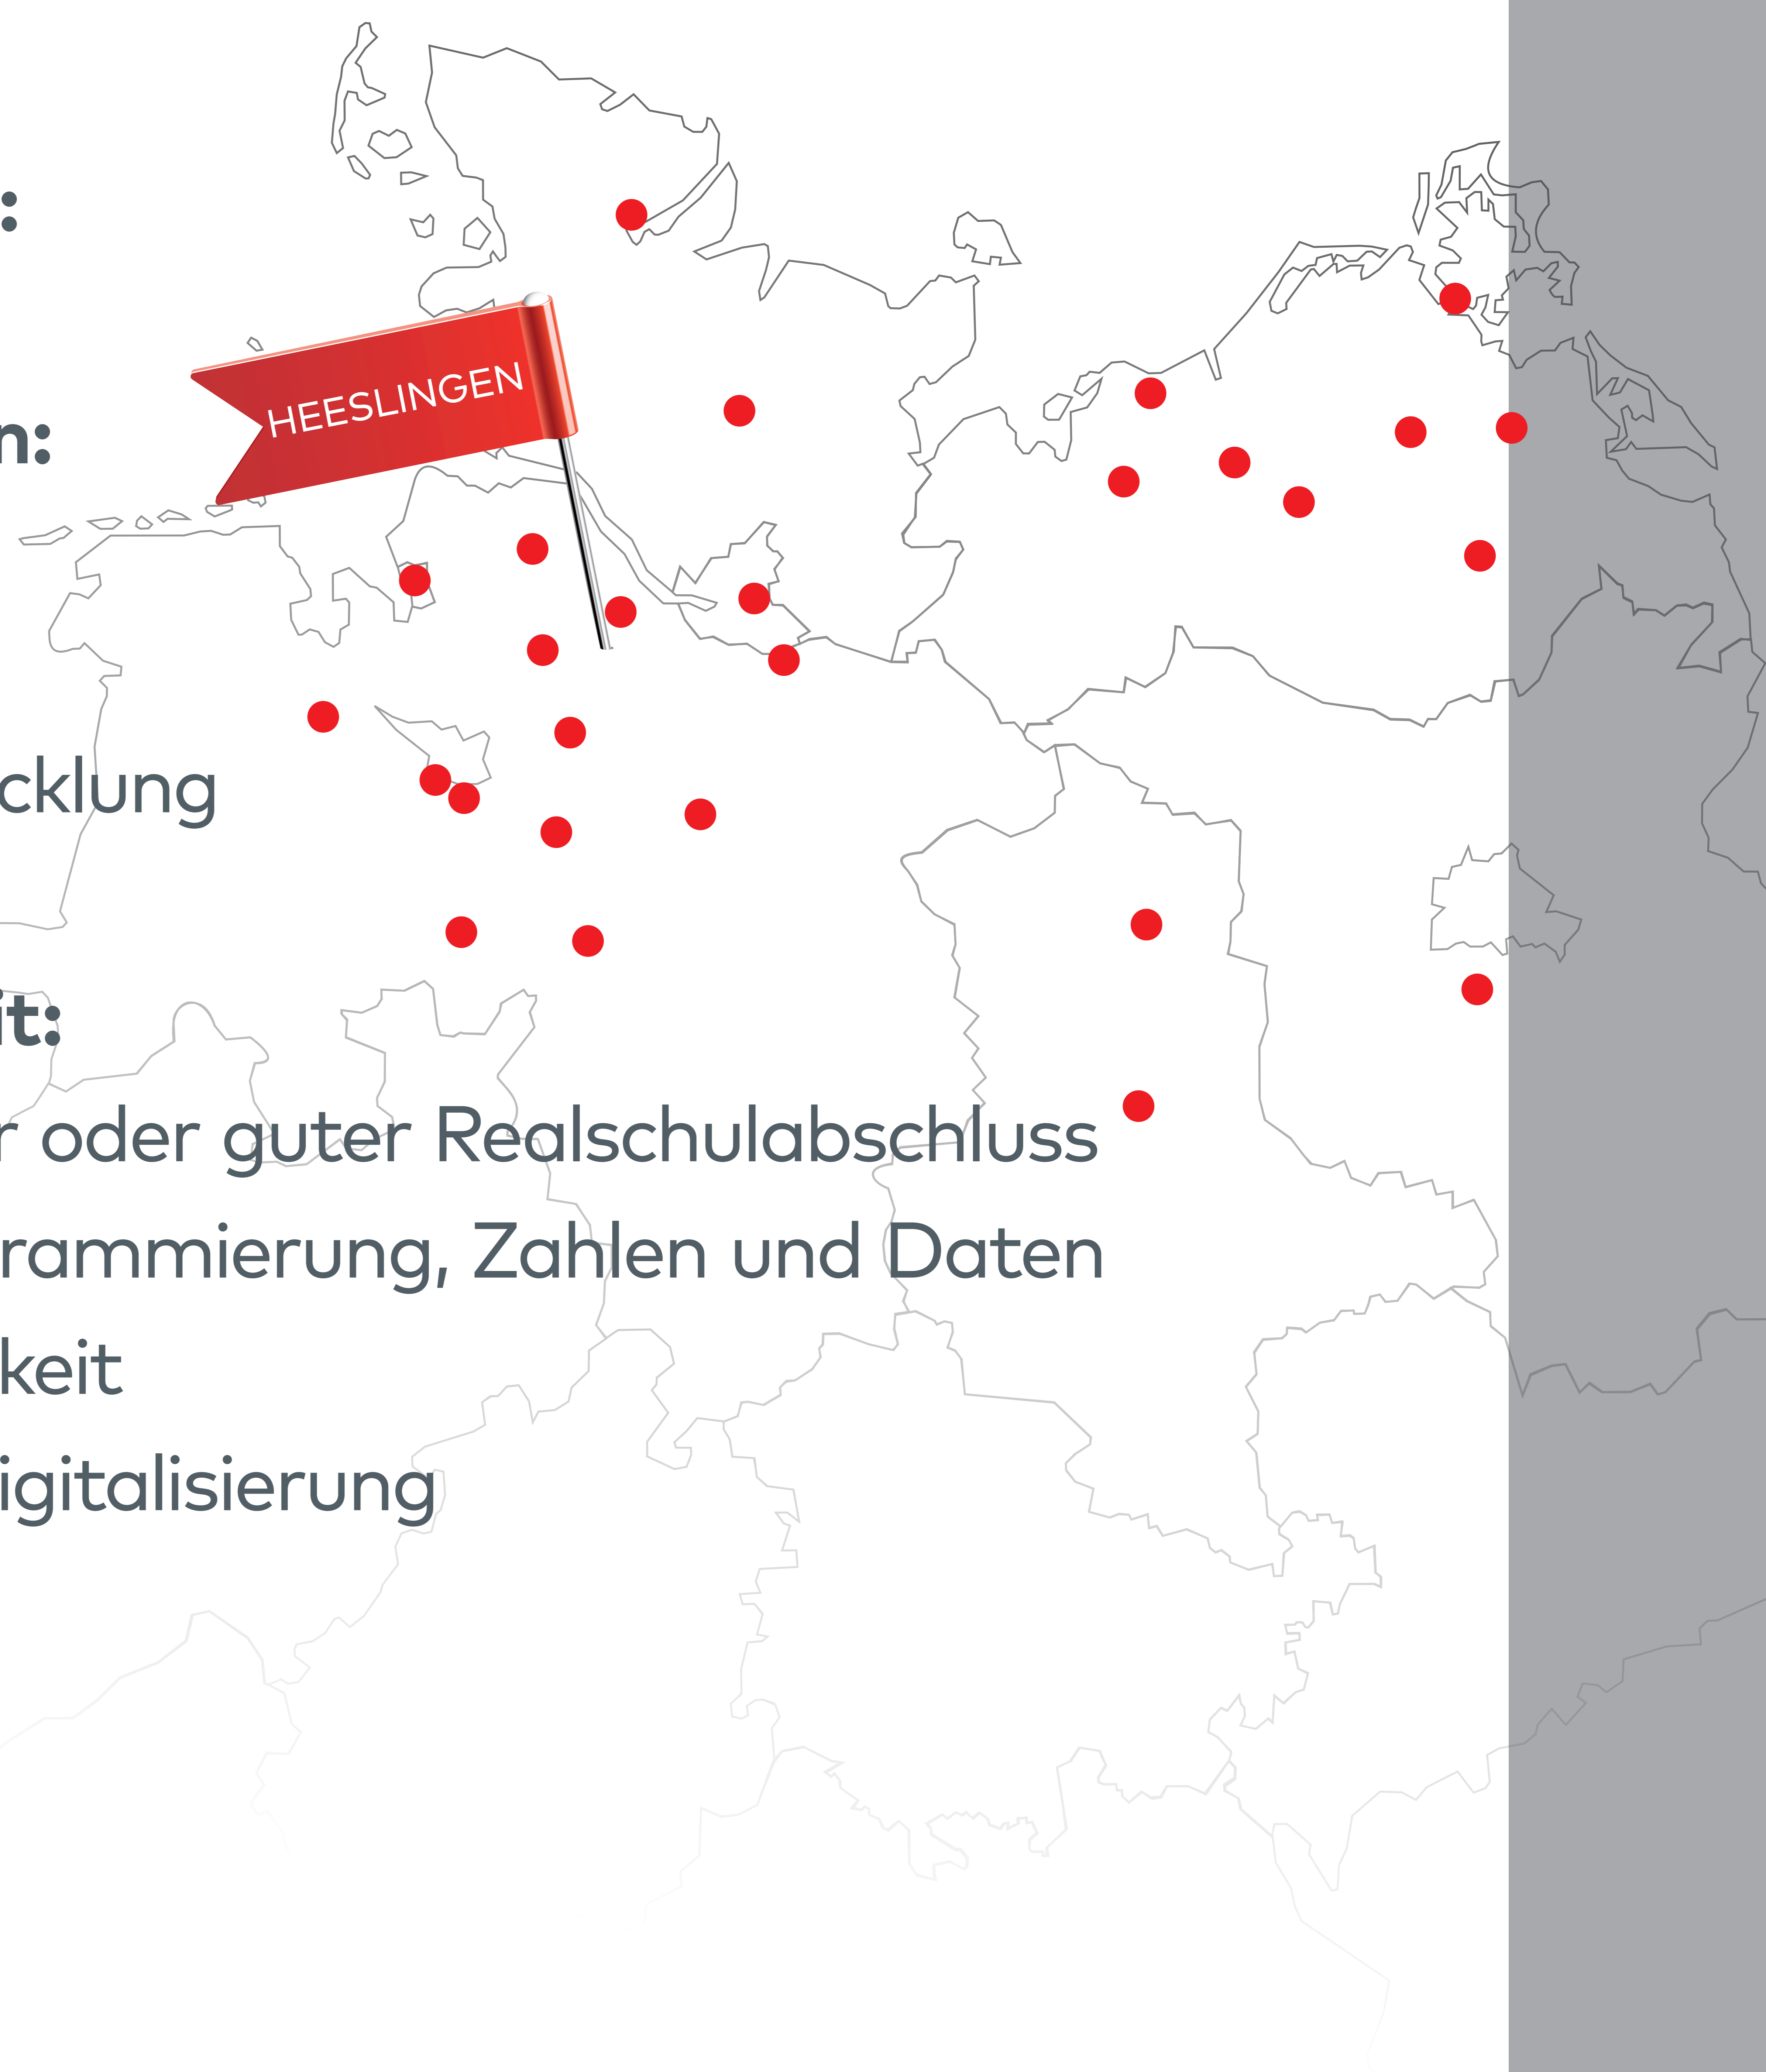 :
HEESLINGEN
n:
cklung
it:
r oder guter Realschulabschluss
rammierung, Zahlen und Daten
keit
igitalisierung